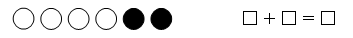 □ + □ = □